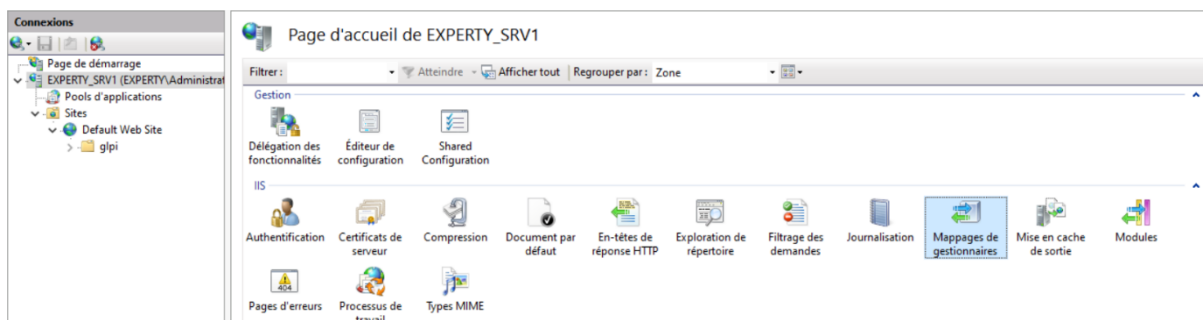 Connexions
Page de démarrage
EXPERTY_SRV1 (EXPERTY\Administrat
Pools d'applications
Sites
Default Web Site
glpi
Page d'accueil de EXPERTY_SRV1
Filtrer : Atteindre Afficher tout Regrouper par : Zone
Gestion
Délégation des fonctionnalités
Éditeur de configuration
Shared Configuration
IIS
Authentification
Certificats de serveur
Compression
Document par défaut
En-têtes de réponse HTTP
Exploration de répertoire
Filtrage des demandes
Journalisation
Mappages de gestionnaires
Mise en cache de sortie
Modules
404
Pages d'erreurs
Processus de travail
Types MIME